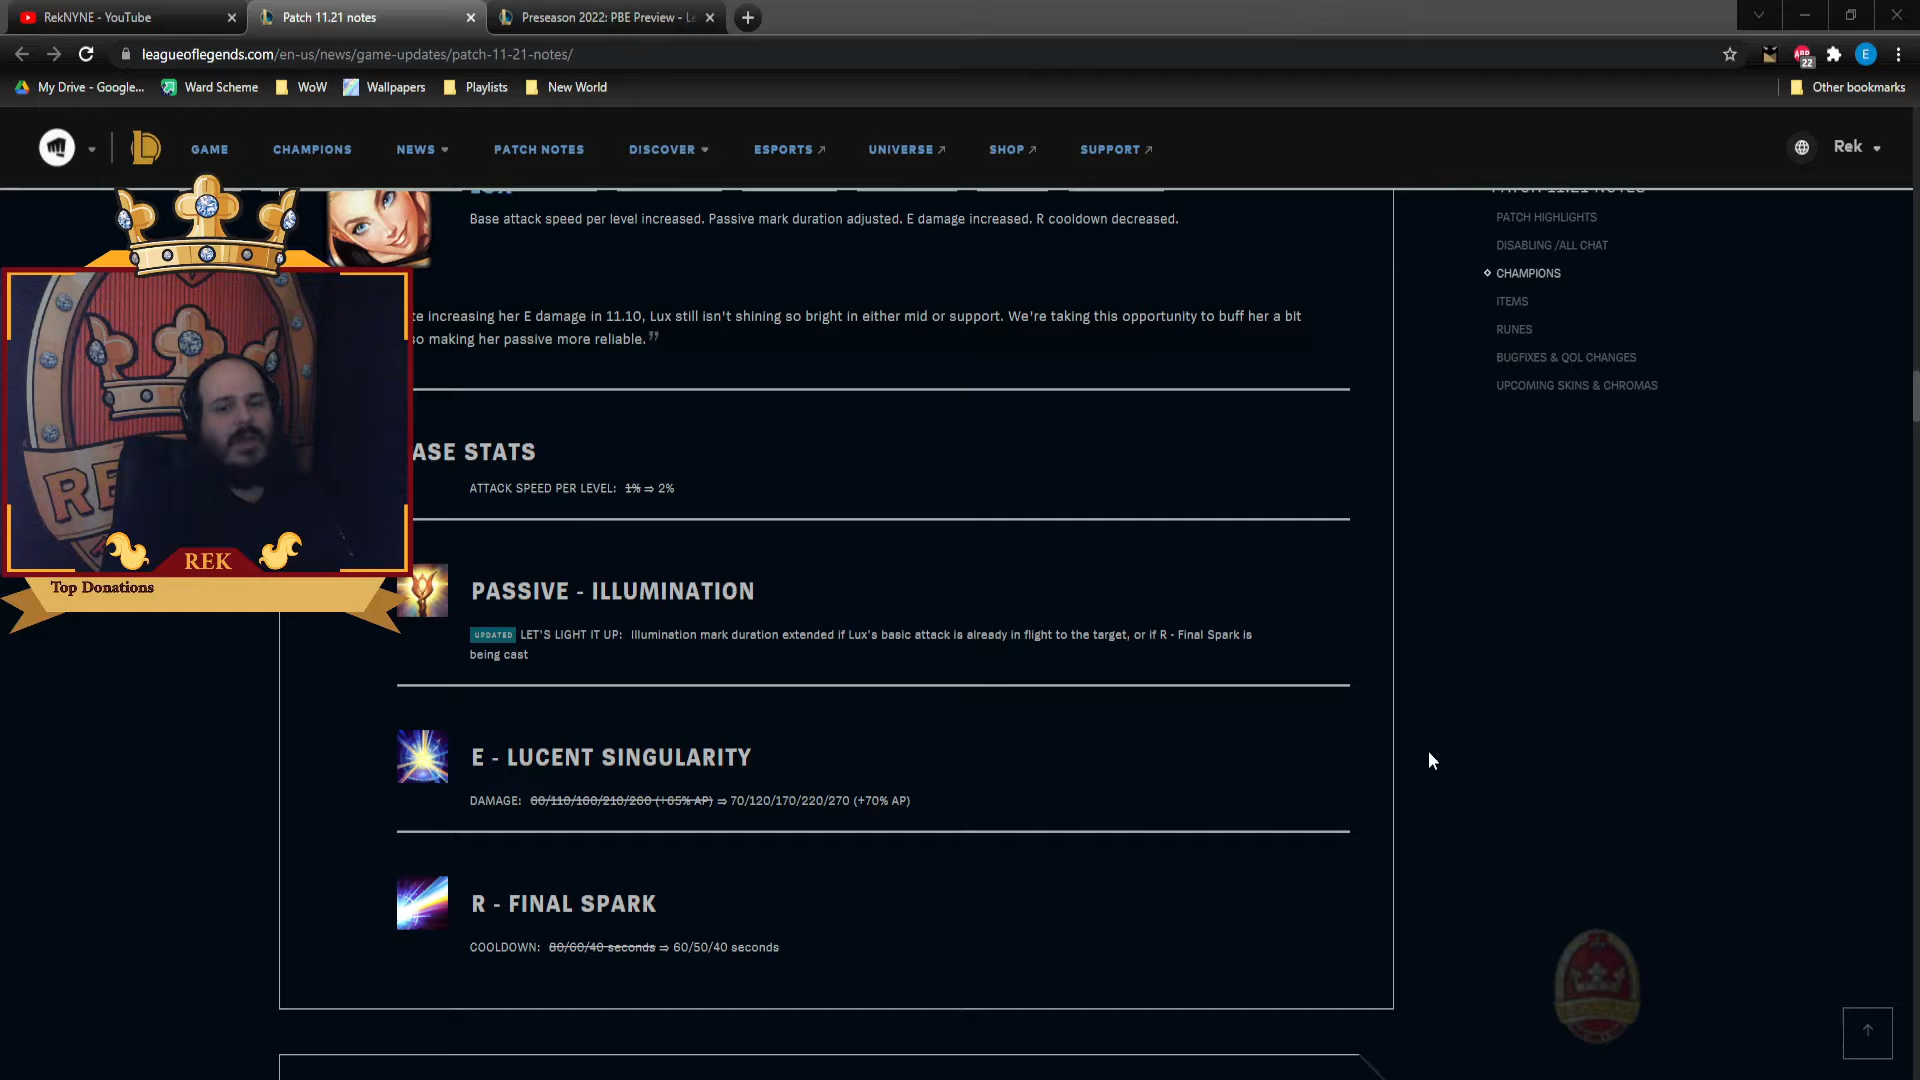 RekNYNE - YouTube
Patch 11.21 notes
Preseason 2022: PBE Preview - Le
leagueoflegends.com/en-us/news/game-updates/patch-11-21-notes/
22
E
My Drive - Google...
Ward Scheme
WoW
Wallpapers
Playlists
New World
Other bookmarks
GAME
CHAMPIONS
NEWS
PATCH NOTES
DISCOVER
ESPORTS
UNIVERSE
SHOP
SUPPORT
Rek
LUX
Base attack speed per level increased. Passive mark duration adjusted. E damage increased. R cooldown decreased.
te increasing her E damage in 11.10, Lux still isn't shining so bright in either mid or support. We're taking this opportunity to buff her a bit
so making her passive more reliable.”
ASE STATS
ATTACK SPEED PER LEVEL: 1% ⇒ 2%
PASSIVE - ILLUMINATION
UPDATED LET'S LIGHT IT UP: Illumination mark duration extended if Lux's basic attack is already in flight to the target, or if R - Final Spark is
being cast
E - LUCENT SINGULARITY
DAMAGE: 60/110/160/210/260 (+65% AP) ⇒ 70/120/170/220/270 (+70% AP)
R - FINAL SPARK
COOLDOWN: 80/60/40 seconds ⇒ 60/50/40 seconds
PATCH 11.21 NOTES
PATCH HIGHLIGHTS
DISABLING /ALL CHAT
CHAMPIONS
ITEMS
RUNES
BUGFIXES & QOL CHANGES
UPCOMING SKINS & CHROMAS
RE
REK
Top Donations